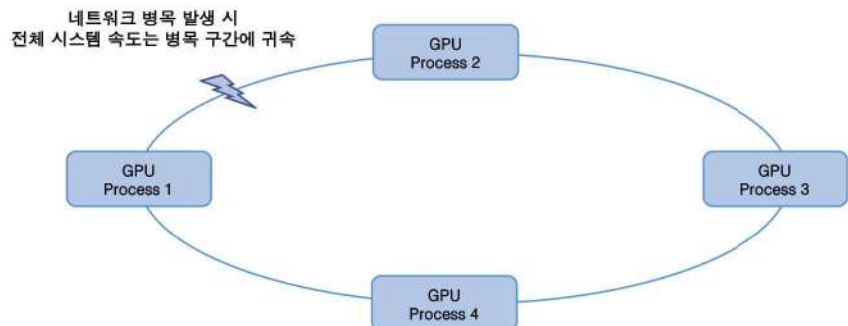 네트워크 병목 발생 시
전체 시스템 속도는 병목 구간에 귀속
GPU
Process 2
GPU
Process 1
GPU
Process 3
GPU
Process 4